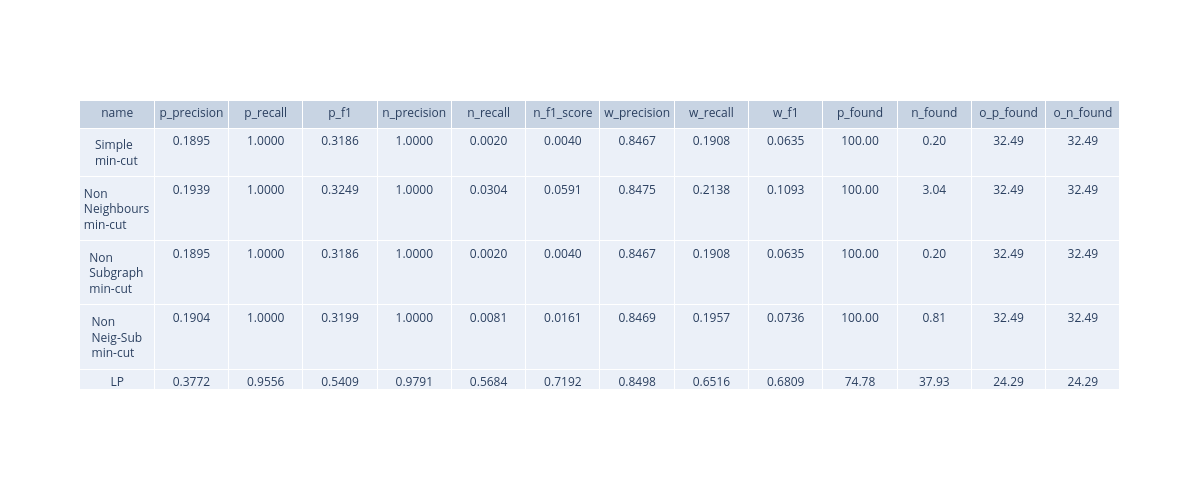 name p_precision p_recall p_f1 n_precision n_recall n_f1_score w_precision w_recall w_f1 p_found n_found o_p_found o_n_found
Simple 0.1895 1.0000 0.3186 1.0000 0.0020 0.0040 0.8467 0.1908 0.0635 100.00 0.20 32.49 32.49
min-cut
Non 0.1939 1.0000 0.3249 1.0000 0.0304 0.0591 0.8475 0.2138 0.1093 100.00 3.04 32.49 32.49
Neighbours
min-cut
Non 0.1895 1.0000 0.3186 1.0000 0.0020 0.0040 0.8467 0.1908 0.0635 100.00 0.20 32.49 32.49
Subgraph
min-cut
Non 0.1904 1.0000 0.3199 1.0000 0.0081 0.0161 0.8469 0.1957 0.0736 100.00 0.81 32.49 32.49
Neig-Sub
min-cut
LP 0.3772 0.9556 0.5409 0.9791 0.5684 0.7192 0.8498 0.6516 0.6809 74.78 37.93 24.29 24.29